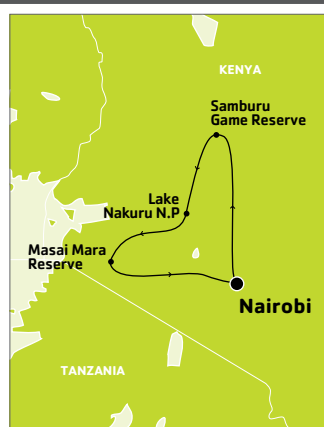 KENYA
Samburu
Game Reserve
Lake
Nakuru N.P
Masai Mara
Reserve
Nairobi
TANZANIA